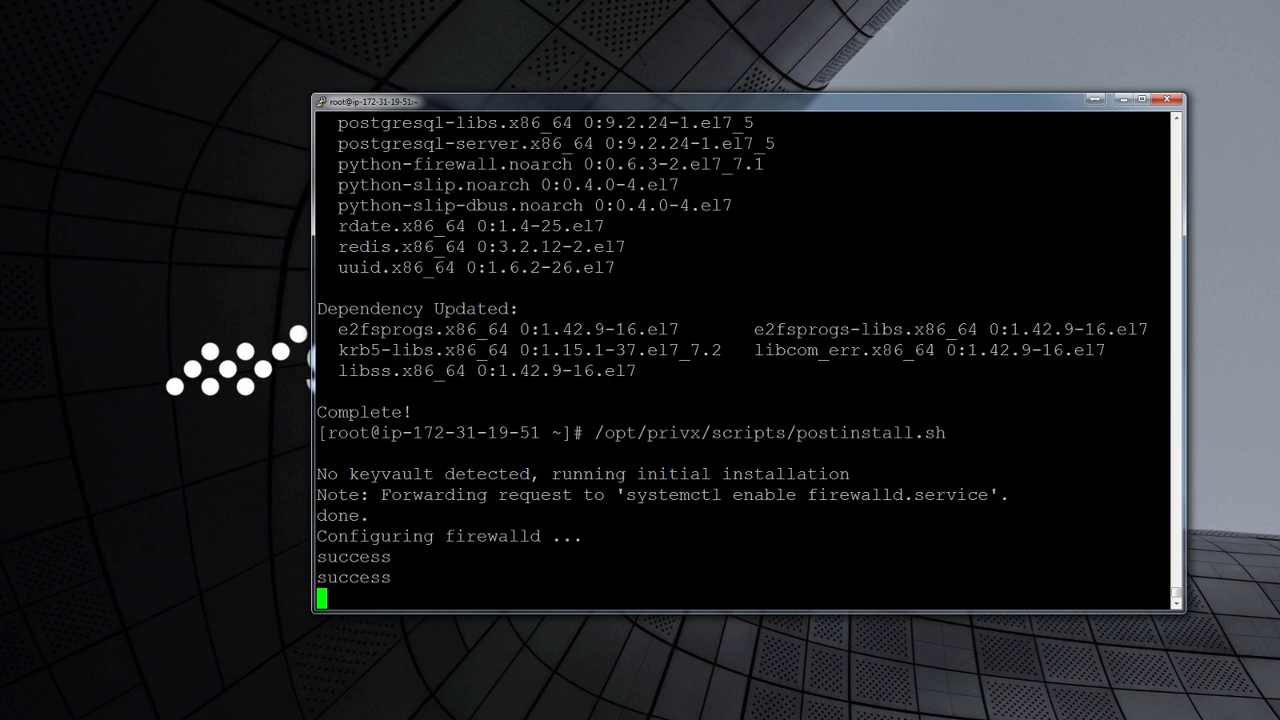 root@ip-172-31-19-51:~
postgresql-libs.x86_64 0:9.2.24-1.el7_5
postgresql-server.x86_64 0:9.2.24-1.el7_5
python-firewall.noarch 0:0.6.3-2.el7_7.1
python-slip.noarch 0:0.4.0-4.el7
python-slip-dbus.noarch 0:0.4.0-4.el7
rdate.x86_64 0:1.4-25.el7
redis.x86_64 0:3.2.12-2.el7
uuid.x86_64 0:1.6.2-26.el7
Dependency Updated:
e2fsprogs.x86_64 0:1.42.9-16.el7 e2fsprogs-libs.x86_64 0:1.42.9-16.el7
krb5-libs.x86_64 0:1.15.1-37.el7_7.2 libcom_err.x86_64 0:1.42.9-16.el7
libss.x86_64 0:1.42.9-16.el7
Complete!
[root@ip-172-31-19-51 ~]# /opt/privx/scripts/postinstall.sh
No keyvault detected, running initial installation
Note: Forwarding request to 'systemctl enable firewalld.service'.
done.
Configuring firewalld ...
success
success